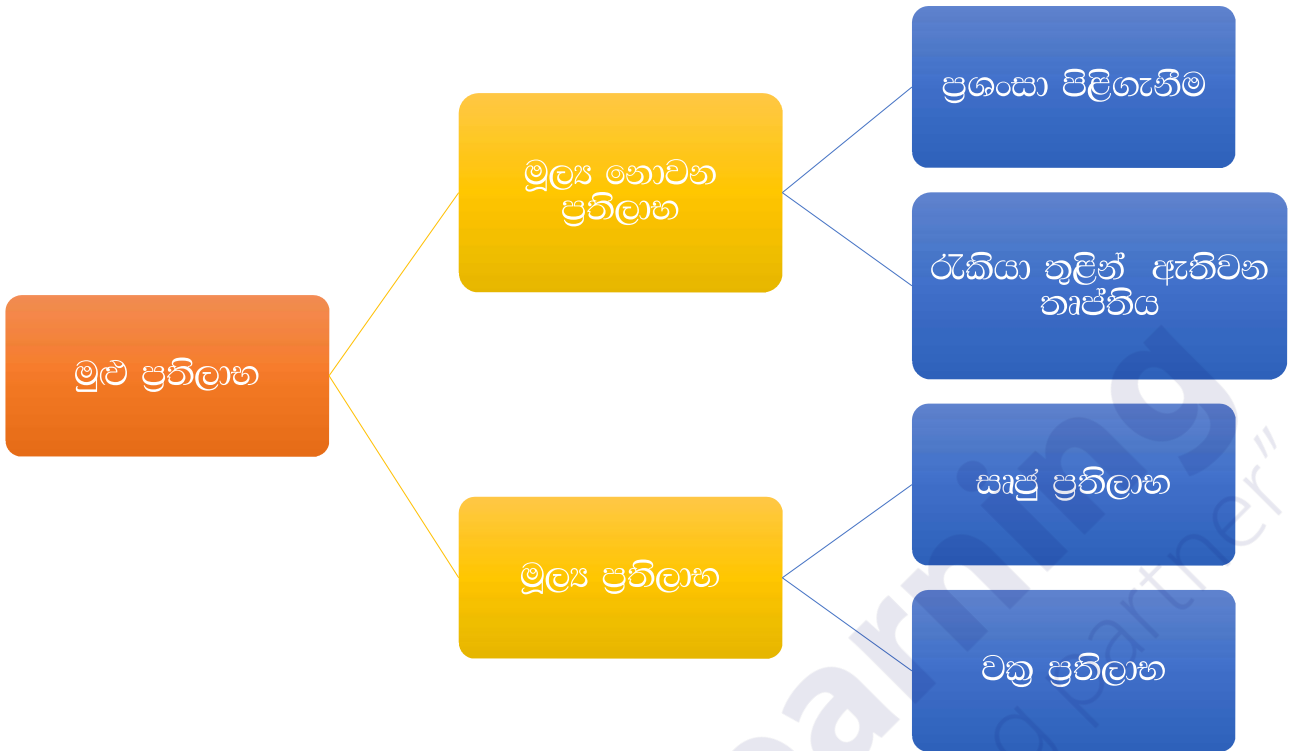 මුළු ප්‍රතිලාභ
මූල්‍ය නොවන
ප්‍රතිලාභ
ප්‍රශංසා පිළිගැනීම
රැකියා තුළින් ඇතිවන
තෘප්තිය
මූල්‍ය ප්‍රතිලාභ
සෘජු ප්‍රතිලාභ
වක්‍ර ප්‍රතිලාභ